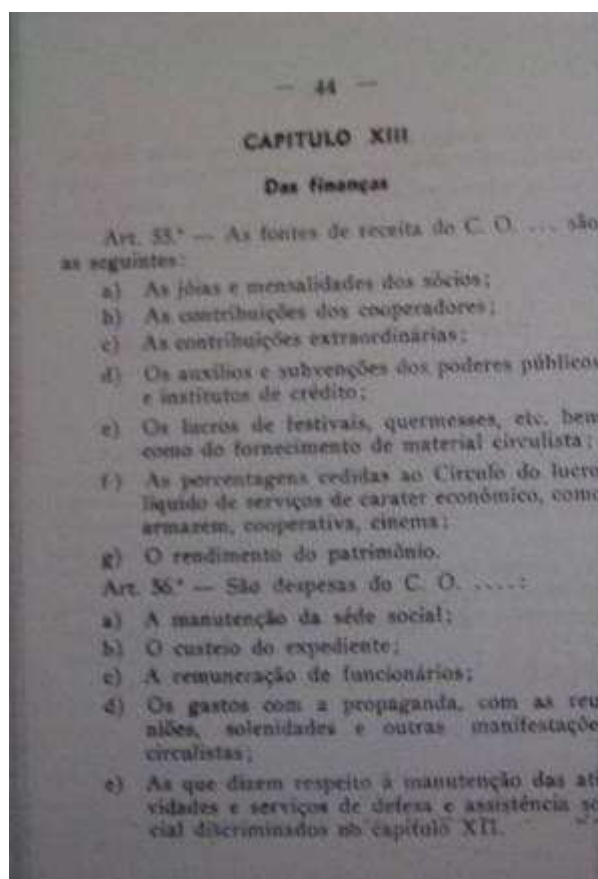 — 44 —
CAPITULO XIII
Das finanças
Art. 55.° — As fontes de receita do C. O. ... são
as seguintes:
a) As jóias e mensalidades dos sócios;
b) As contribuições dos cooperadores;
c) As contribuições extraordinárias;
d) Os auxílios e subvenções dos poderes públicos
e institutos de crédito;
e) Os lucros de festivais, quermesses, etc. bem
como do fornecimento de material circulista;
f) As porcentagens cedidas ao Círculo do lucro
líquido de serviços de carater econômico, como
armazem, cooperativa, cinema;
g) O rendimento do patrimônio.
Art. 56.° — São despesas do C. O. ....:
a) A manutenção da séde social;
b) O custeio do expediente;
c) A remuneração de funcionários;
d) Os gastos com a propaganda, com as reu
niões, solenidades e outras manifestaçõe
circulistas;
e) As que dizem respeito à manutenção das ati
vidades e serviços de defesa e assistência so
cial discriminados no capítulo XII.